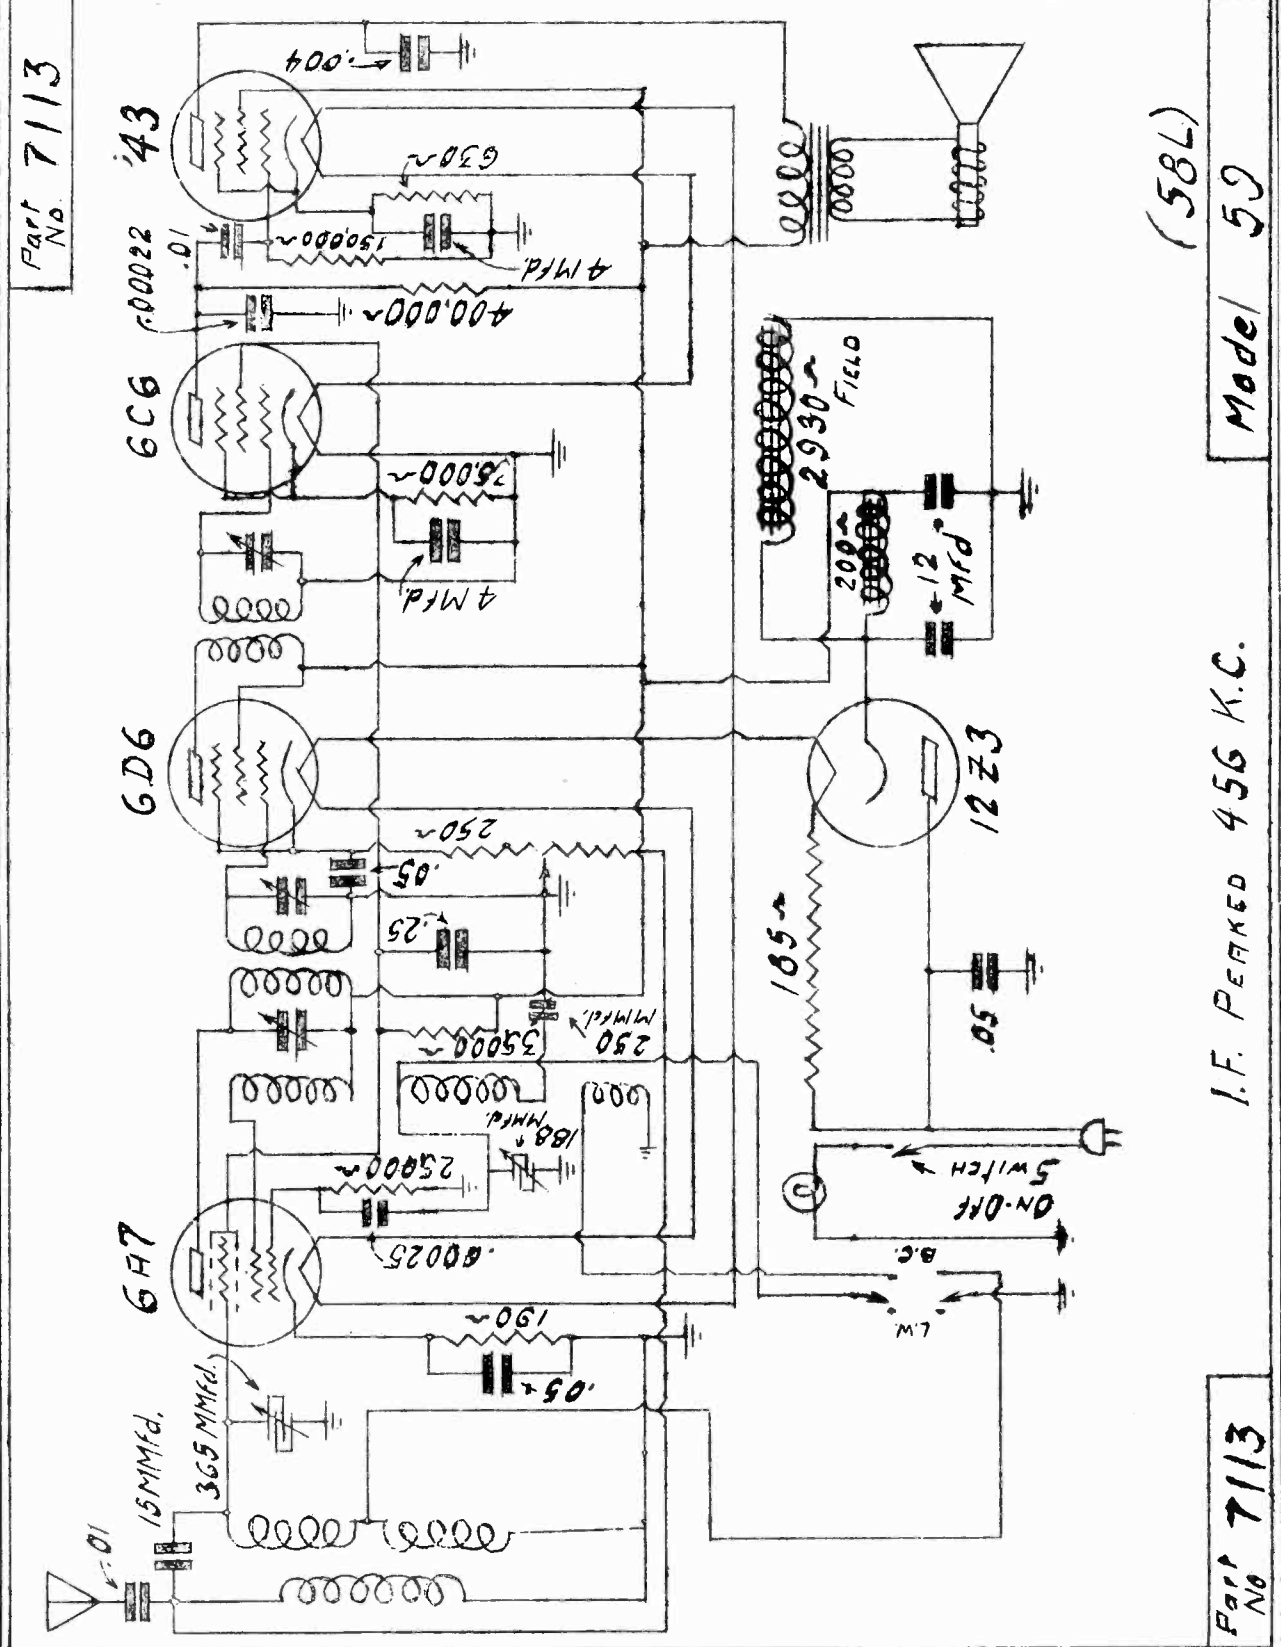 Part No. 7113
'43
.004
630~
.01
150,000~
4 Mfd.
.00022
400,000~
6C6
35,000~
4 Mfd.
6D6
250~
.05
.25
35000~
250 MMFd.
6A7
25000~
188 MMFd.
.00025
190~
.05
365 MMFd.
15 MMFd.
.01
2930~
FIELD
200~
12 MFd
12Z3
185~
.05
ON-OFF
SWITCH
B.C.
L.W.
I.F. PEAKED 456 K.C.
(58L)
Model 59
Part No 7113